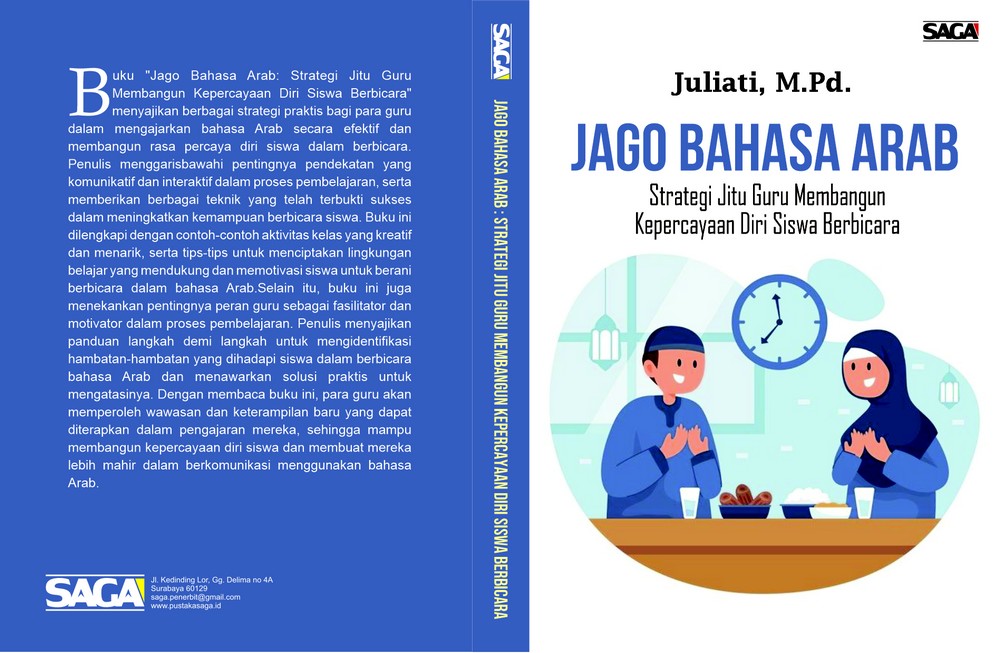 Buku "Jago Bahasa Arab: Strategi Jitu Guru
Membangun Kepercayaan Diri Siswa Berbicara"
menyajikan berbagai strategi praktis bagi para guru
dalam mengajarkan bahasa Arab secara efektif dan
membangun rasa percaya diri siswa dalam berbicara.
Penulis menggarisbawahi pentingnya pendekatan yang
komunikatif dan interaktif dalam proses pembelajaran, serta
memberikan berbagai teknik yang telah terbukti sukses
dalam meningkatkan kemampuan berbicara siswa. Buku ini
dilengkapi dengan contoh-contoh aktivitas kelas yang kreatif
dan menarik, serta tips-tips untuk menciptakan lingkungan
belajar yang mendukung dan memotivasi siswa untuk berani
berbicara dalam bahasa Arab.Selain itu, buku ini juga
menekankan pentingnya peran guru sebagai fasilitator dan
motivator dalam proses pembelajaran. Penulis menyajikan
panduan langkah demi langkah untuk mengidentifikasi
hambatan-hambatan yang dihadapi siswa dalam berbicara
bahasa Arab dan menawarkan solusi praktis untuk
mengatasinya. Dengan membaca buku ini, para guru akan
memperoleh wawasan dan keterampilan baru yang dapat
diterapkan dalam pengajaran mereka, sehingga mampu
membangun kepercayaan diri siswa dan membuat mereka
lebih mahir dalam berkomunikasi menggunakan bahasa
Arab.
SAGA
Jl. Kedinding Lor, Gg. Delima no 4A
Surabaya 60129
saga.penerbit@gmail.com
www.pustakasaga.id
SAGA
JAGO BAHASA ARAB : STRATEGI JITU GURU MEMBANGUN KEPERCAYAAN DIRI SISWA BERBICARA
SAGA
Juliati, M.Pd.
JAGO BAHASA ARAB
Strategi Jitu Guru Membangun
Kepercayaan Diri Siswa Berbicara